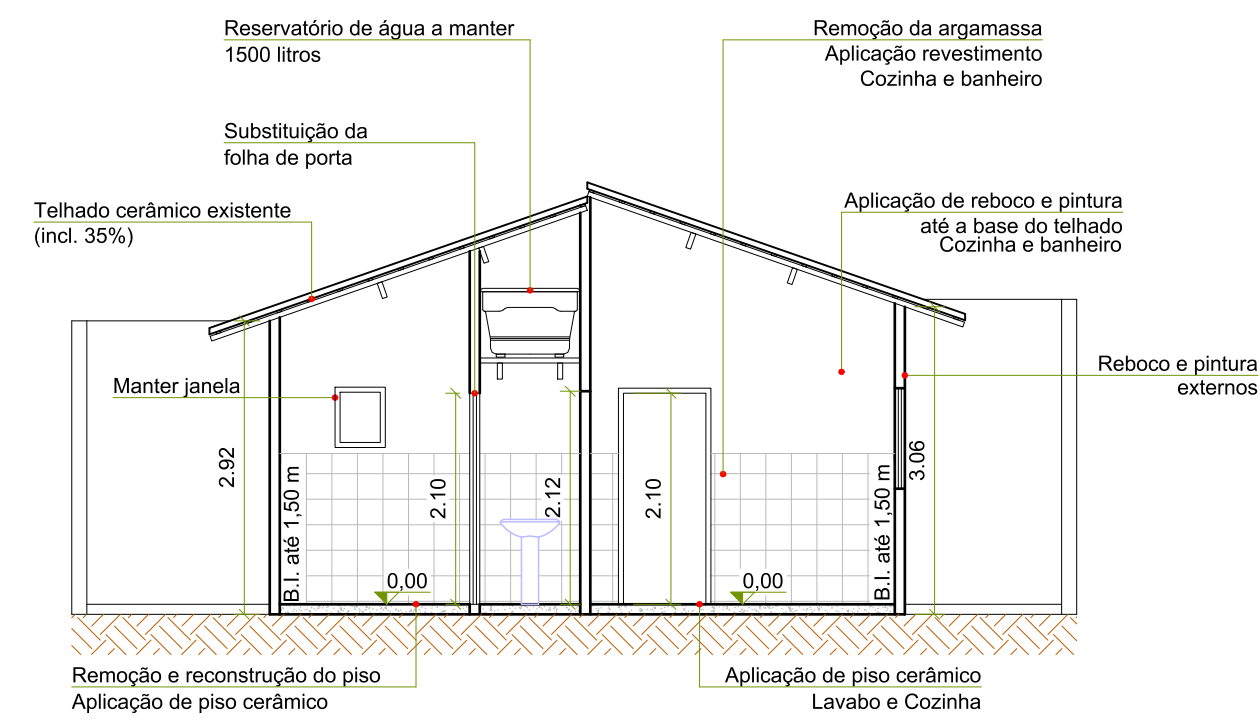 Reservatório de água a manter
1500 litros
Remoção da argamassa
Aplicação revestimento
Cozinha e banheiro
Substituição da
folha de porta
Telhado cerâmico existente
(incl. 35%)
Aplicação de reboco e pintura
até a base do telhado
Cozinha e banheiro
Manter janela
Reboco e pintura
externos
2.92
B.I. até 1,50 m
2.10
2.12
2.10
B.I. até 1,50 m
3.06
0,00
0,00
Remoção e reconstrução do piso
Aplicação de piso cerâmico
Aplicação de piso cerâmico
Lavabo e Cozinha